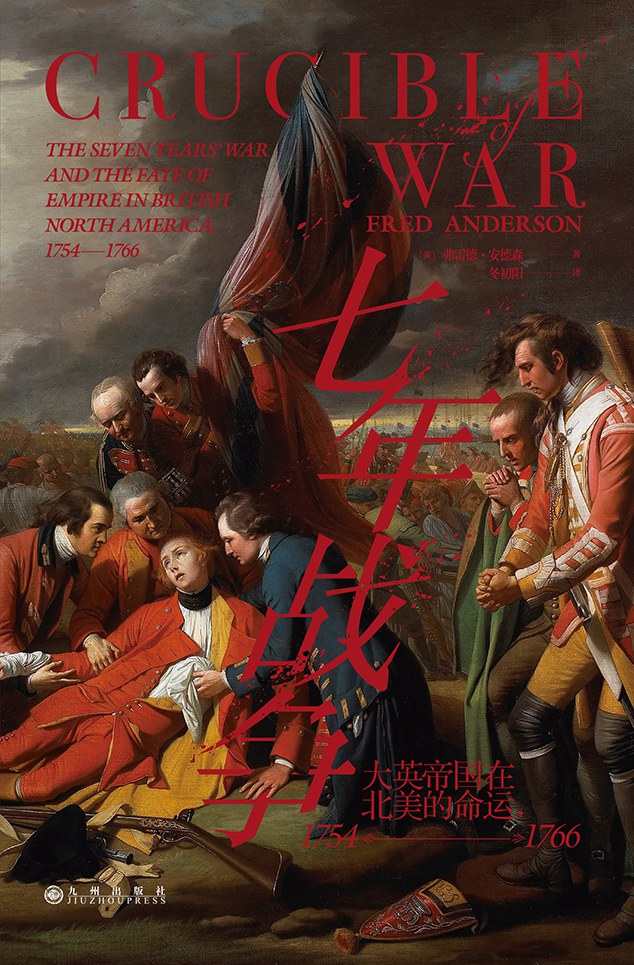 CRUCIBLE
of
WAR
THE SEVEN YEARS' WAR
AND THE FATE OF
EMPIRE IN BRITISH
NORTH AMERICA,
1754——1766
FRED ANDERSON
［美］弗雷德·安德森——著
冬初阳——译
七年战争
大英帝国在
北美的命运,
1754 1766
九州出版社
JIUZHOUPRESS